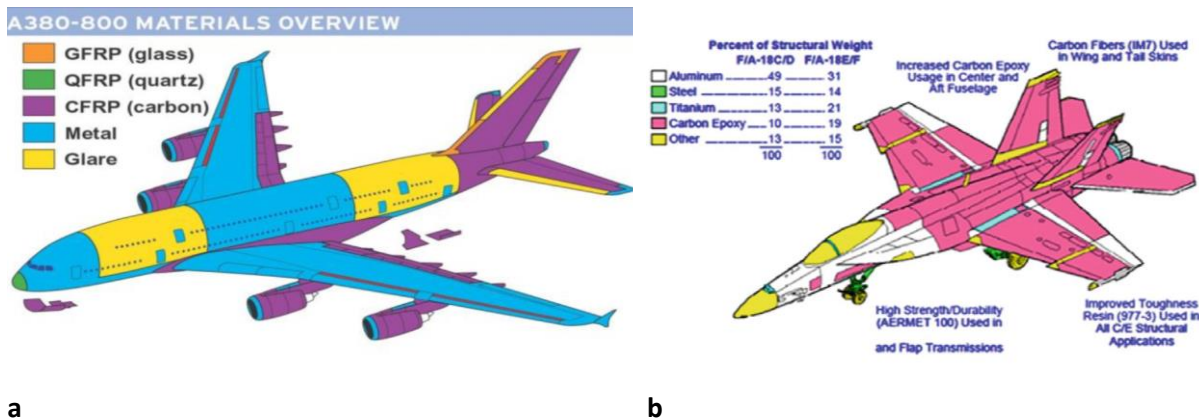 A380-800 MATERIALS OVERVIEW
GFRP (glass)
QFRP (quartz)
CFRP (carbon)
Metal
Glare
a
Percent of Structural Weight
F/A-18C/D F/A-18E/F
Aluminum 49 31
Steel 15 14
Titanium 13 21
Carbon Epoxy 10 19
Other 13 15
100 100
Increased Carbon Epoxy
Usage in Center and
Aft Fuselage
Carbon Fibers (IM7) Used
in Wing and Tail Skins
High Strength/Durability
(AERMET 100) Used in
and Flap Transmissions
Improved Toughness
Resin (977-3) Used in
All C/E Structural
Applications
b